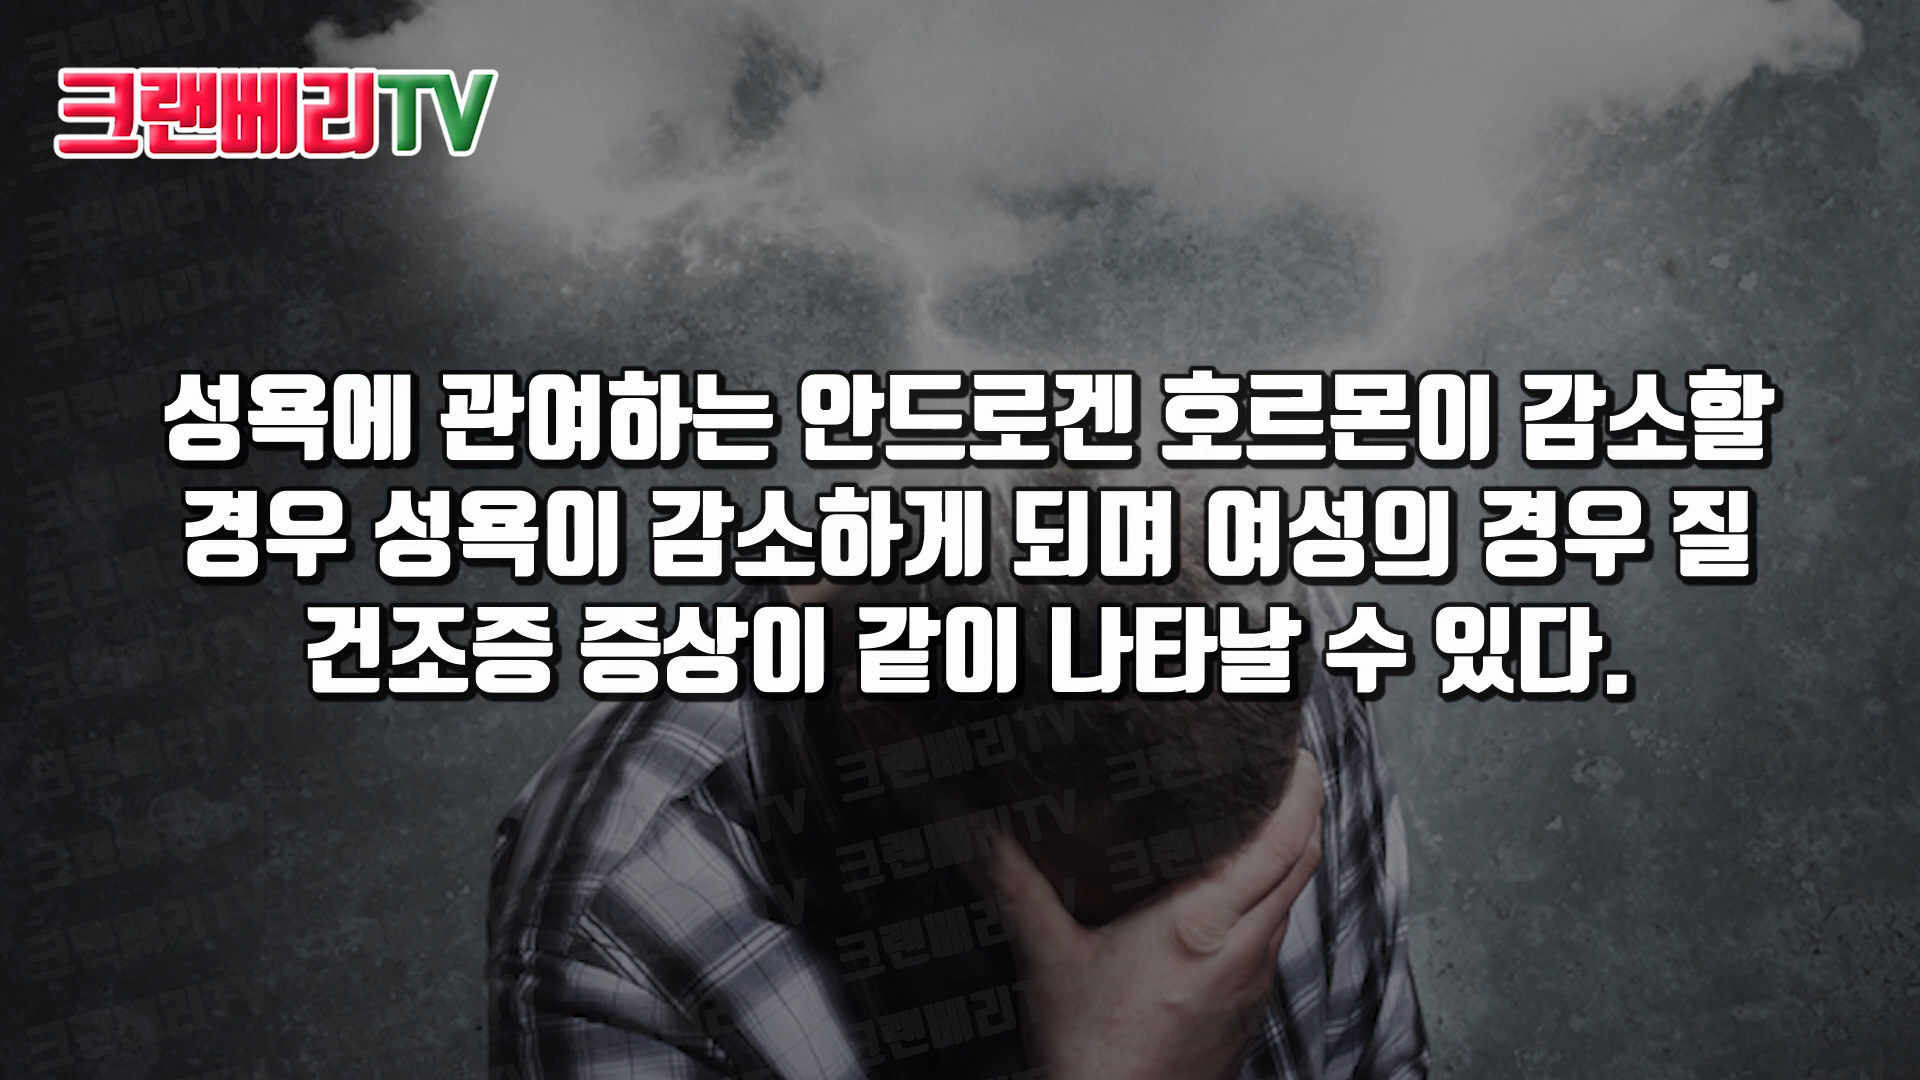 크랜베리TV
성욕에 관여하는 안드로겐 호르몬이 감소할
경우 성욕이 감소하게 되며 여성의 경우 질
건조증 증상이 같이 나타날 수 있다.